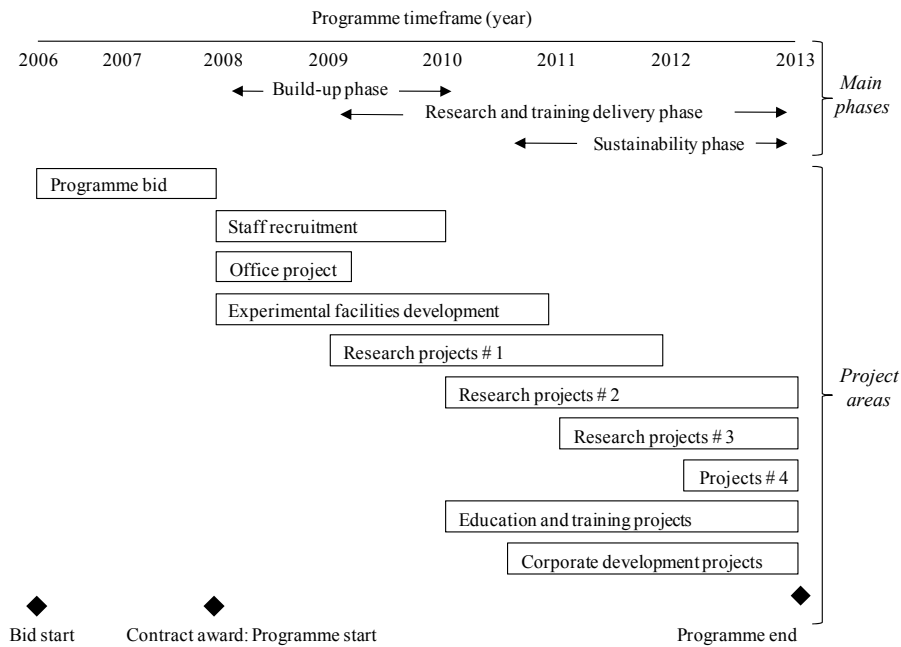 Programme timeframe (year)
2006 2007 2008 2009 2010 2011 2012 2013
Build-up phase
Research and training delivery phase
Sustainability phase
Main
phases
Programme bid
Staff recruitment
Office project
Experimental facilities development
Research projects # 1
Research projects # 2
Research projects # 3
Projects # 4
Education and training projects
Corporate development projects
Project
areas
Bid start
Contract award: Programme start
Programme end